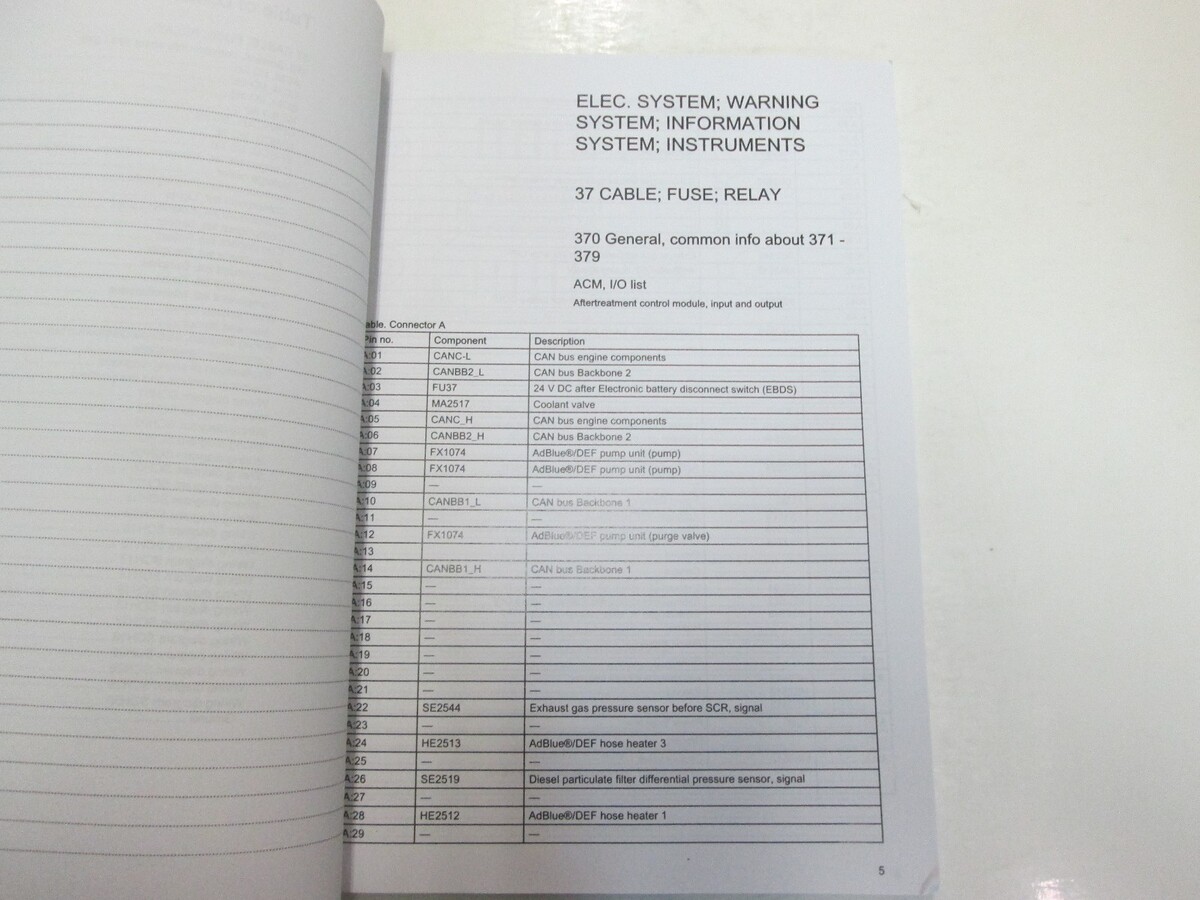 ELEC. SYSTEM; WARNING
SYSTEM; INFORMATION
SYSTEM; INSTRUMENTS
37 CABLE; FUSE; RELAY
370 General, common info about 371 -
379
ACM, I/O list
Aftertreatment control module, input and output
able. Connector A
Pin no. Component Description
A:01 CANC-L CAN bus engine components
A:02 CANBB2_L CAN bus Backbone 2
A:03 FU37 24 V DC after Electronic battery disconnect switch (EBDS)
A:04 MA2517 Coolant valve
A:05 CANC_H CAN bus engine components
A:06 CANBB2_H CAN bus Backbone 2
A:07 FX1074 AdBlue®/DEF pump unit (pump)
A:08 FX1074 AdBlue®/DEF pump unit (pump)
A:09 — —
A:10 CANBB1_L CAN bus Backbone 1
A:11 — —
A:12 FX1074 AdBlue®/DEF pump unit (purge valve)
A:13
A:14 CANBB1_H CAN bus Backbone 1
A:15 — —
A:16 — —
A:17 — —
A:18 — —
A:19 — —
A:20 — —
A:21 — —
A:22 SE2544 Exhaust gas pressure sensor before SCR, signal
A:23 — —
A:24 HE2513 AdBlue®/DEF hose heater 3
A:25 — —
A:26 SE2519 Diesel particulate filter differential pressure sensor, signal
A:27 — —
A:28 HE2512 AdBlue®/DEF hose heater 1
A:29 — —
5